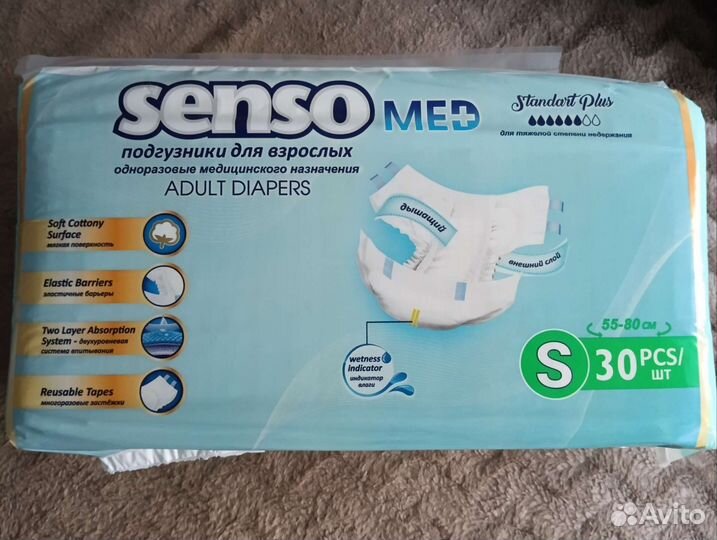 senso MED
Standart Plus
для тяжелой степени недержания
подгузники для взрослых
одноразовые медицинского назначения
ADULT DIAPERS
Soft Cottony
Surface
мягкая поверхность
Elastic Barriers
эластичные барьеры
Two Layer Absorption
System - двухуровневая
система впитывания
Reusable Tapes
многоразовые застёжки
дышащий
внешний слой
wetness
indicator
индикатор
влаги
55-80 см
S
30 PCS/
шт
Avito